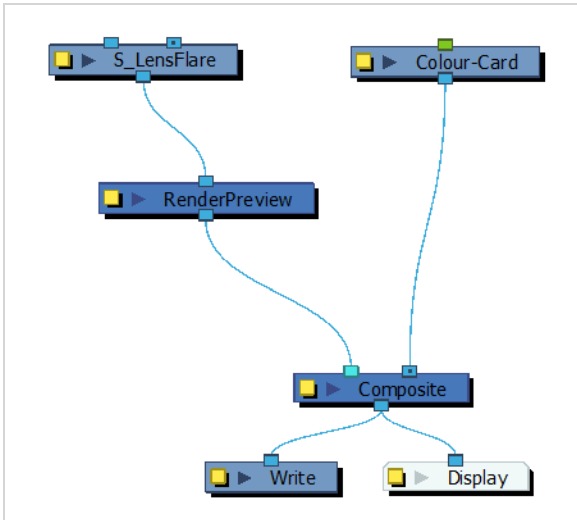 S_LensFlare
Colour-Card
RenderPreview
Composite
Write
Display